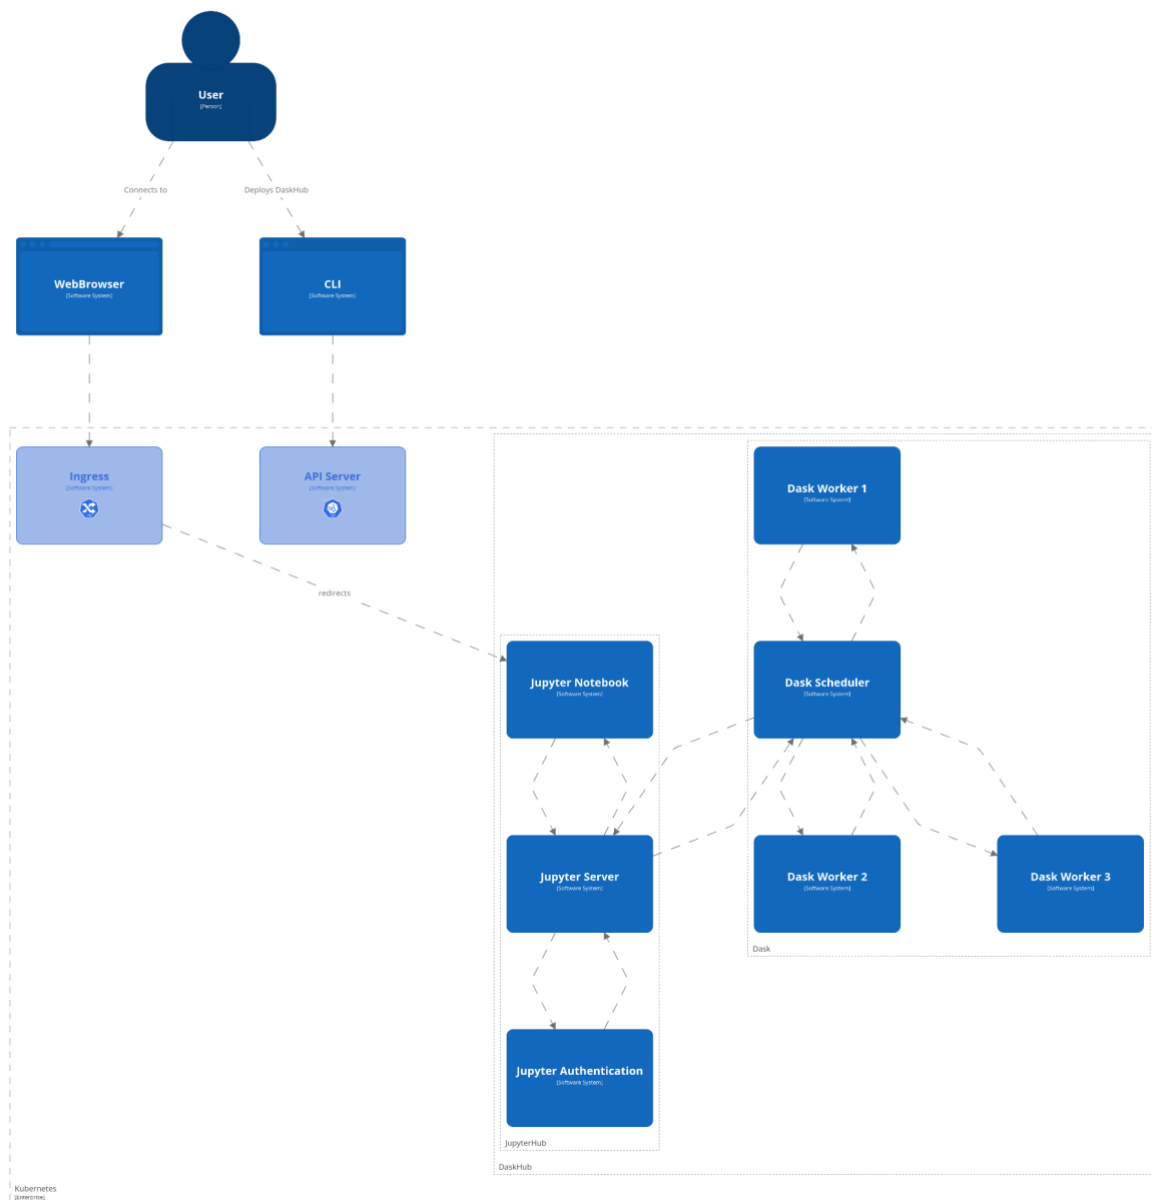 User
[Person]
Connects to
Deploys DaskHub
WebBrowser
[Software System]
CLI
[Software System]
Ingress
[Software System]
API Server
[Software System]
Dask Worker 1
[Software System]
redirects
Jupyter Notebook
[Software System]
Dask Scheduler
[Software System]
Jupyter Server
[Software System]
Dask Worker 2
[Software System]
Dask Worker 3
[Software System]
Dask
Jupyter Authentication
[Software System]
JupyterHub
DaskHub
Kubernetes
[Enterprise]